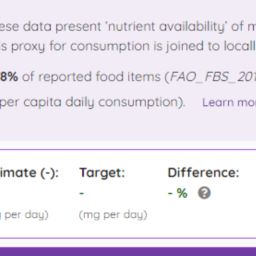 ese data present 'nutrient availability' of m
s proxy for consumption is joined to locall
8% of reported food items (FAO_FBS_201
per capita daily consumption). Learn mor
imate (-): Target: Difference:
- - % ?
per day) (mg per day)